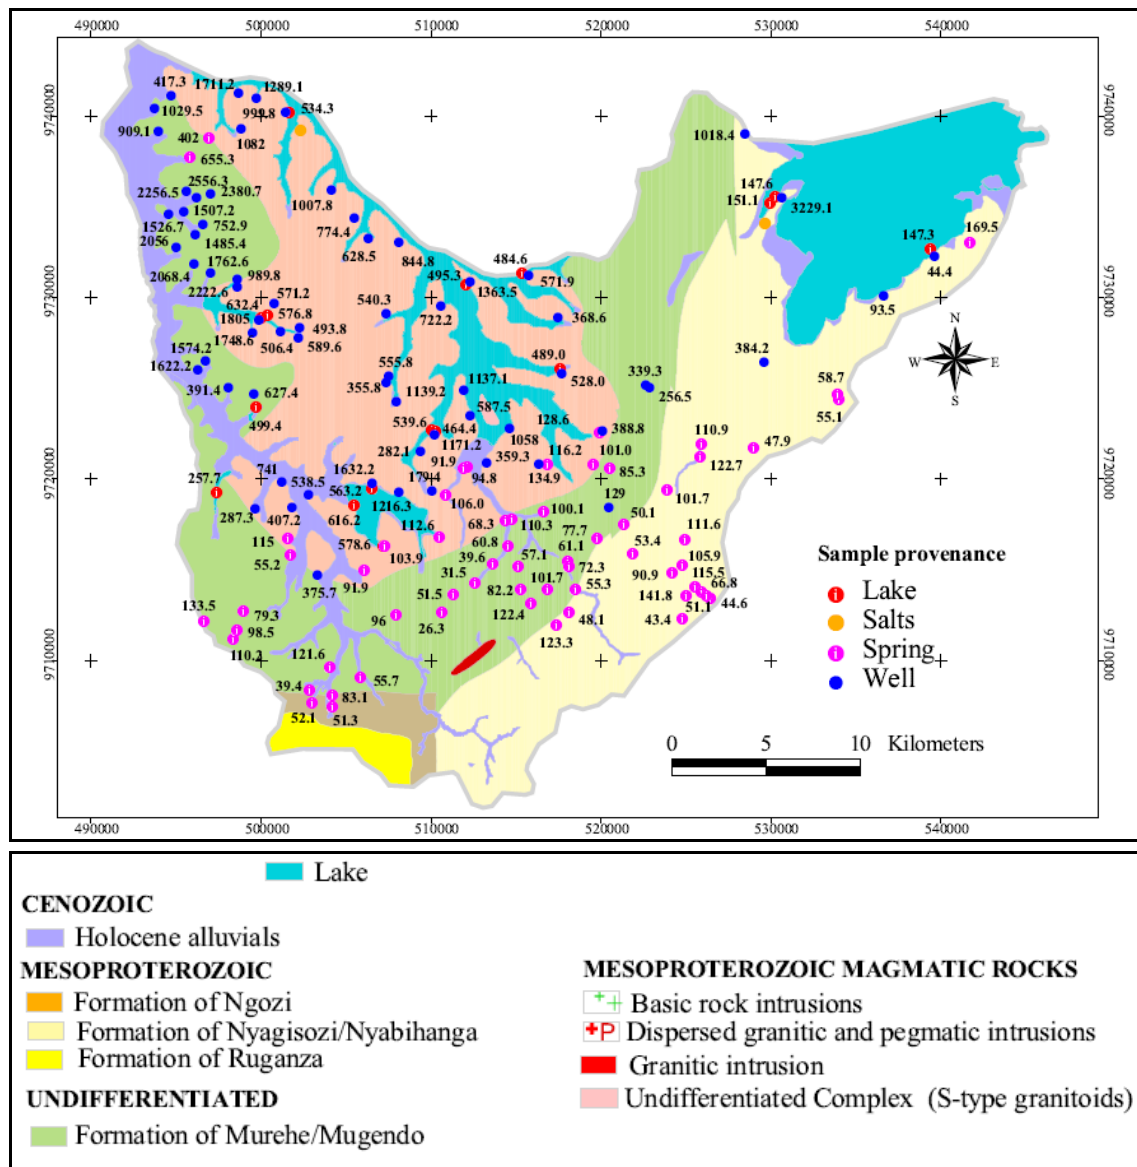 490000 500000 510000 520000 530000 540000
417.3 1711.2 1289.1
999.8 534.3
9740000 1029.5 9740000
909.1 402 1082 1018.4
655.3
2256.5 2556.3 2380.7 147.6
1507.2 1007.8 151.1 3229.1
1526.7 752.9 774.4 169.5
2056 1485.4 628.5 147.3
1762.6 844.8 484.6 44.4
2068.4 989.8 495.3 571.9
9730000 2222.6 571.2 540.3 1363.5 93.5 9730000
632.4 576.8 722.2 368.6
1805 493.8
1748.6 506.4 589.6
1574.2 555.8 489.0 384.2
N
W E
S
1622.2 355.8 1139.2 1137.1 528.0 339.3 58.7
391.4 627.4 587.5 256.5 55.1
499.4 539.6 464.4 128.6 388.8 110.9 47.9
282.1 1171.2 1058 116.2 101.0
741 1632.2 91.9 359.3 122.7
257.7 538.5 179.4 94.8 134.9 85.3
9720000 563.2 129 101.7 9720000
287.3 407.2 616.2 1216.3 106.0 100.1 50.1 111.6
115 578.6 112.6 68.3 110.3 77.7
55.2 103.9 60.8 61.1 53.4 105.9
39.6 57.1 72.3 90.9 115.5
31.5 101.7 55.3 66.8
375.7 91.9 51.5 82.2 141.8 51.1 44.6
133.5 79.3 96 26.3 122.4 48.1 43.4
98.5 123.3
110.2 121.6
9710000 55.7 9710000
39.4 83.1
52.1 51.3
Sample provenance
Lake
Salts
Spring
Well
0 5 10 Kilometers
490000 500000 510000 520000 530000 540000
Lake
CENOZOIC
Holocene alluvials
MESOPROTEROZOIC
Formation of Ngozi
Formation of Nyagisozi/Nyabihanga
Formation of Ruganza
UNDIFFERENTIATED
Formation of Murehe/Mugendo
MESOPROTEROZOIC MAGMATIC ROCKS
Basic rock intrusions
P Dispersed granitic and pegmatic intrusions
Granitic intrusion
Undifferentiated Complex (S-type granitoids)